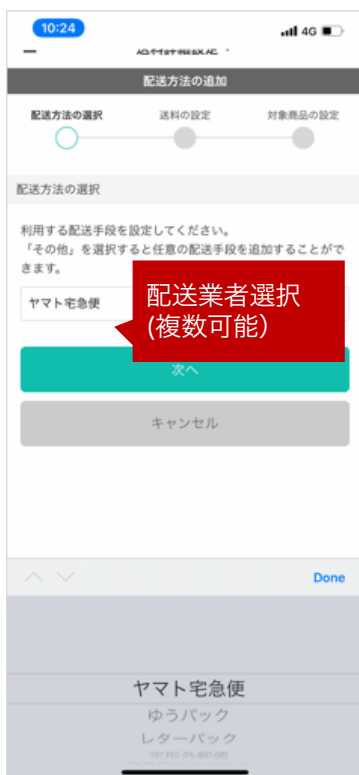 10:24
4G
配送方法の追加
配送方法の選択
送料の設定
対象商品の設定
配送方法の選択
利用する配送手段を設定してください。
「その他」を選択すると任意の配送手段を追加することがで
きます。
ヤマト宅急便
配送業者選択
(複数可能）
次へ
キャンセル
Done
ヤマト宅急便
ゆうパック
レターパック